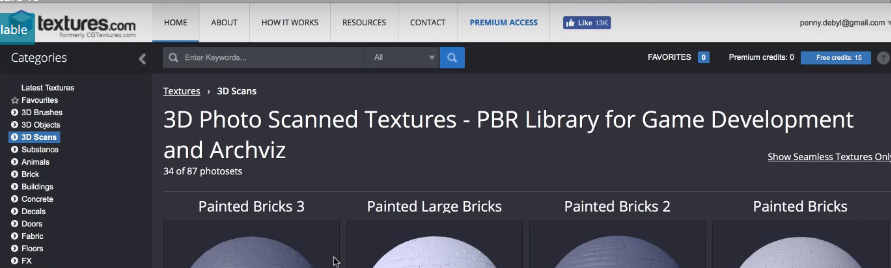 lable
textures.com
formerly CGTextures.com
HOME ABOUT HOW IT WORKS RESOURCES CONTACT PREMIUM ACCESS Like 13K
penny.debyl@gmail.com
Categories
Enter Keywords... All
FAVORITES 0 Premium credits: 0 Free credits: 15 ?
Latest Textures
Favourites
3D Brushes
3D Objects
3D Scans
Substance
Animals
Brick
Buildings
Concrete
Decals
Doors
Fabric
Floors
FX
Textures › 3D Scans
3D Photo Scanned Textures - PBR Library for Game Development
and Archviz
34 of 87 photosets
Show Seamless Textures Only
Painted Bricks 3 Painted Large Bricks Painted Bricks 2 Painted Bricks